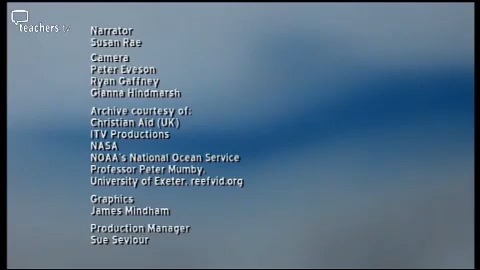 teachers tv
Narrator
Susan Rae
Camera
Peter Eveson
Ryan Gaffney
Gianna Hindmarsh
Archive courtesy of:
Christian Aid (UK)
ITV Productions
NASA
NOAA's National Ocean Service
Professor Peter Mumby,
University of Exeter, reefvid.org
Graphics
James Mindham
Production Manager
Sue Seviour